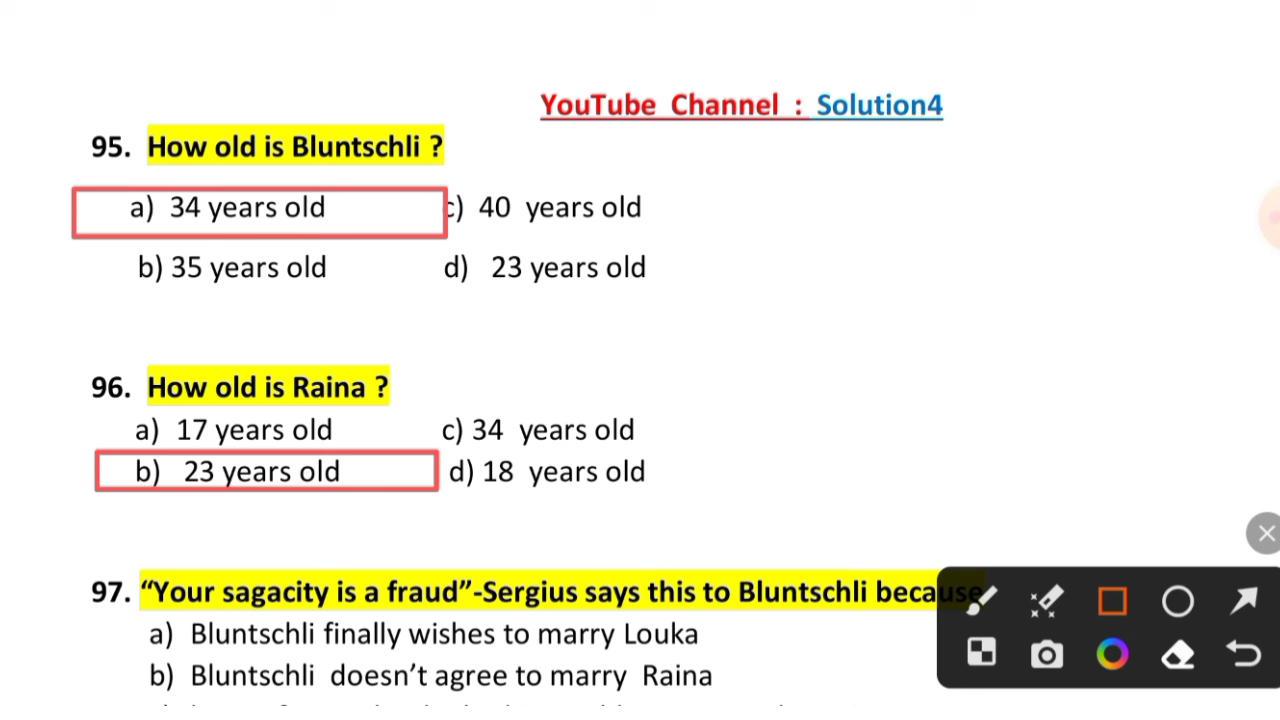 YouTube Channel : Solution4
95. How old is Bluntschli ?
a) 34 years old c) 40 years old
b) 35 years old d) 23 years old
96. How old is Raina ?
a) 17 years old c) 34 years old
b) 23 years old d) 18 years old
97. “Your sagacity is a fraud”-Sergius says this to Bluntschli because
a) Bluntschli finally wishes to marry Louka
b) Bluntschli doesn’t agree to marry Raina